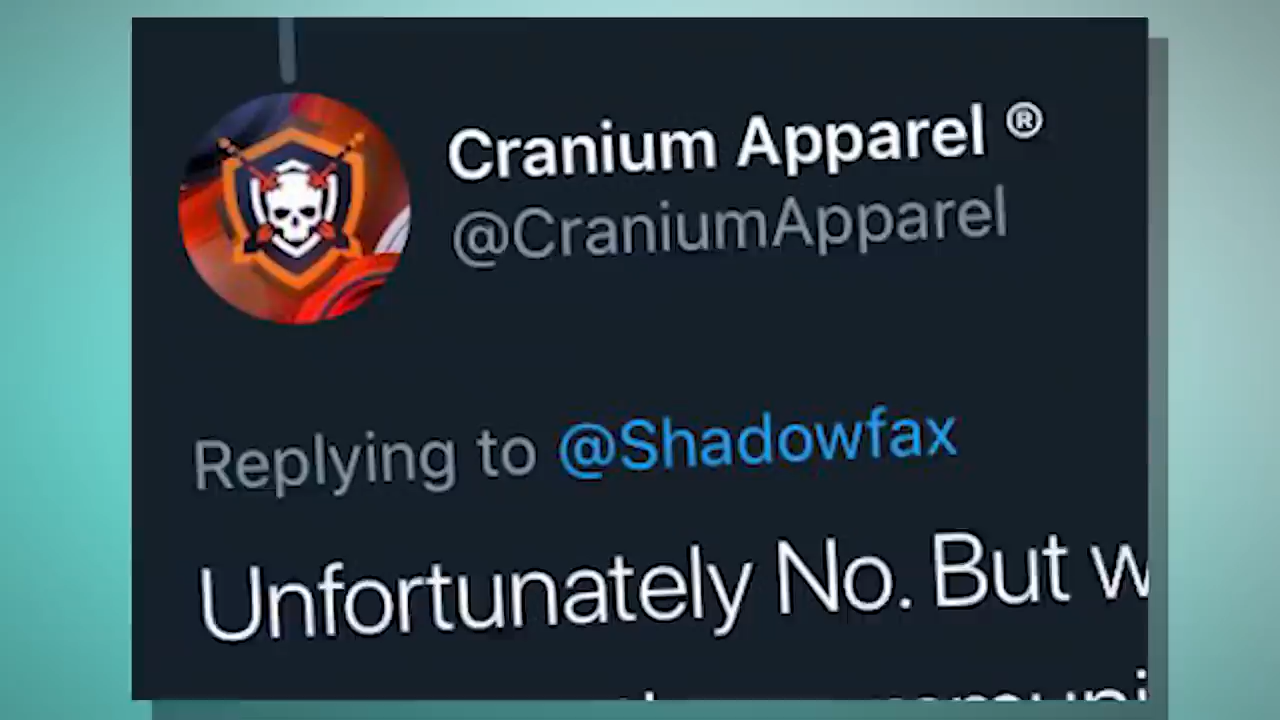 Cranium Apparel ®
@CraniumApparel
Replying to @Shadowfax
Unfortunately No. But